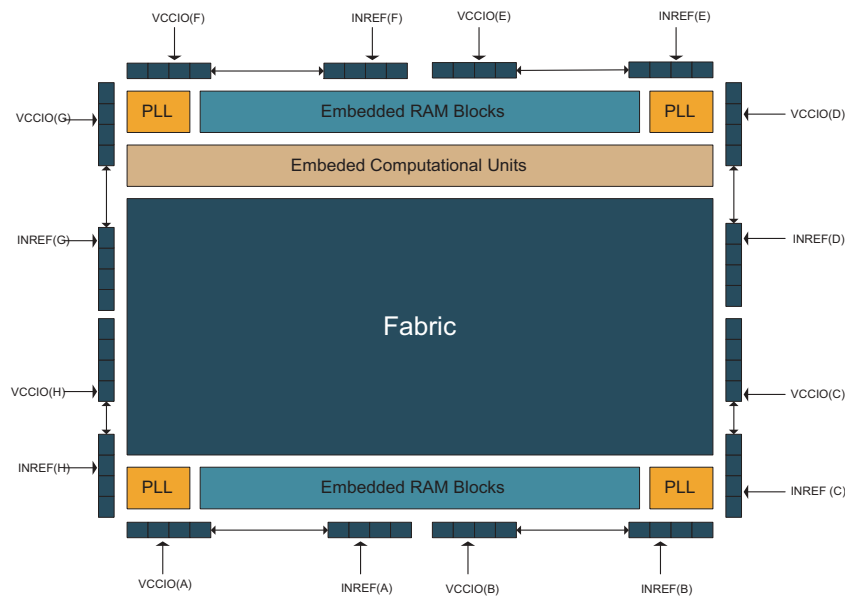 VCCIO(F)
INREF(F)
VCCIO(E)
INREF(E)
VCCIO(G)
PLL
Embedded RAM Blocks
PLL
VCCIO(D)
Embeded Computational Units
INREF(G)
INREF(D)
Fabric
VCCIO(H)
VCCIO(C)
INREF(H)
PLL
Embedded RAM Blocks
PLL
INREF (C)
VCCIO(A)
INREF(A)
VCCIO(B)
INREF(B)